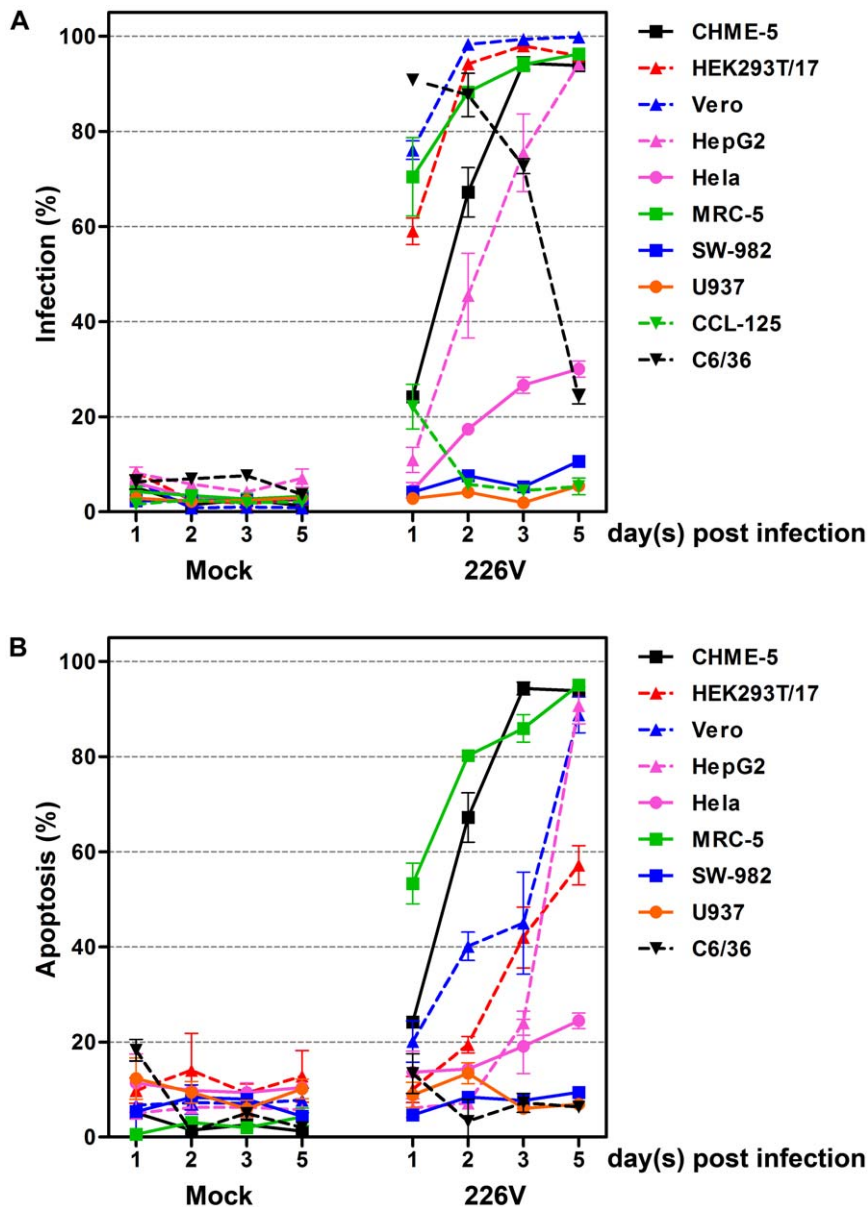 A
Infection (%)
100
80
60
40
20
0
1 2 3 5 1 2 3 5 day(s) post infection
Mock 226V
CHME-5
HEK293T/17
Vero
HepG2
Hela
MRC-5
SW-982
U937
CCL-125
C6/36
B
Apoptosis (%)
100
80
60
40
20
0
1 2 3 5 1 2 3 5 day(s) post infection
Mock 226V
CHME-5
HEK293T/17
Vero
HepG2
Hela
MRC-5
SW-982
U937
C6/36